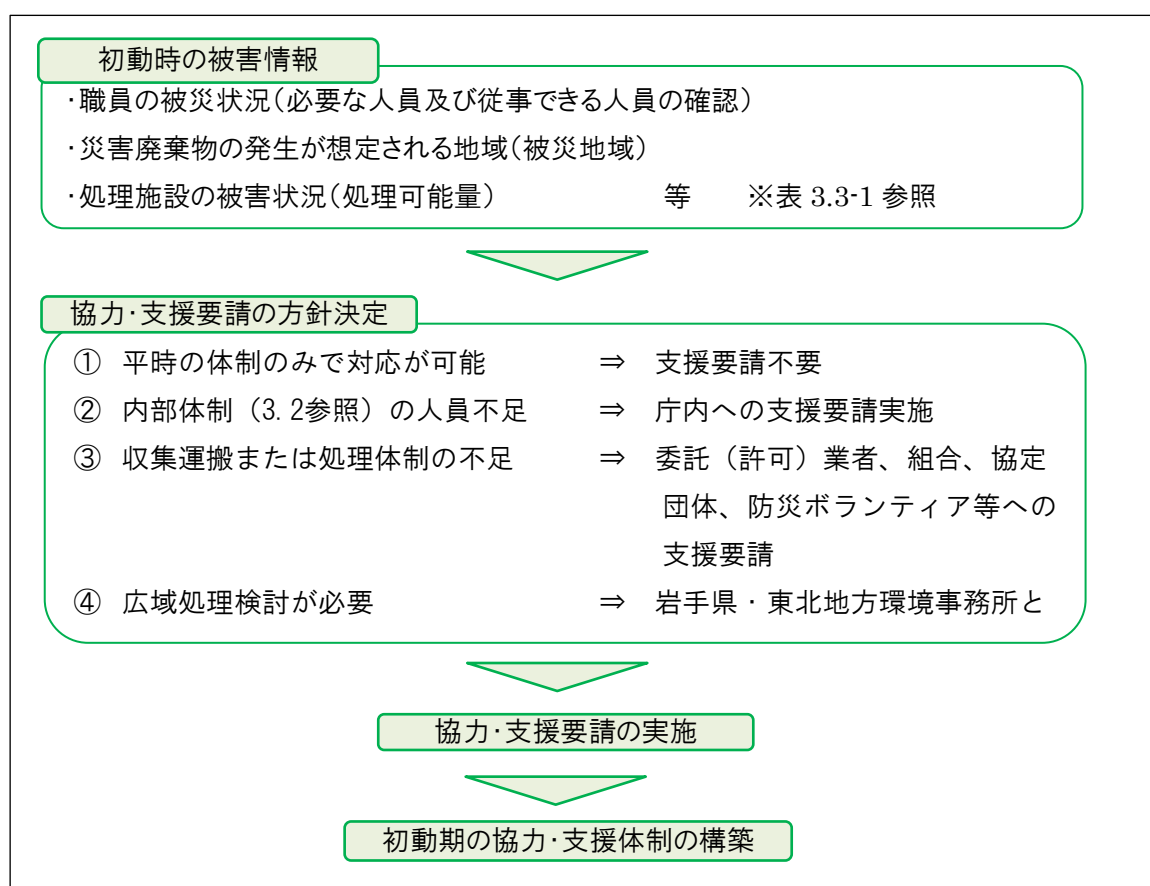 初動時の被害情報
・職員の被災状況（必要な人員及び従事できる人員の確認）
・災害廃棄物の発生が想定される地域（被災地域）
・処理施設の被害状況（処理可能量） 等 ※表 3.3-1 参照
協力・支援要請の方針決定
① 平時の体制のみで対応が可能 ⇒ 支援要請不要
② 内部体制（3.2参照）の人員不足 ⇒ 庁内への支援要請実施
③ 収集運搬または処理体制の不足 ⇒ 委託（許可）業者、組合、協定
団体、防災ボランティア等への
支援要請
④ 広域処理検討が必要 ⇒ 岩手県・東北地方環境事務所と
協力・支援要請の実施
初動期の協力・支援体制の構築